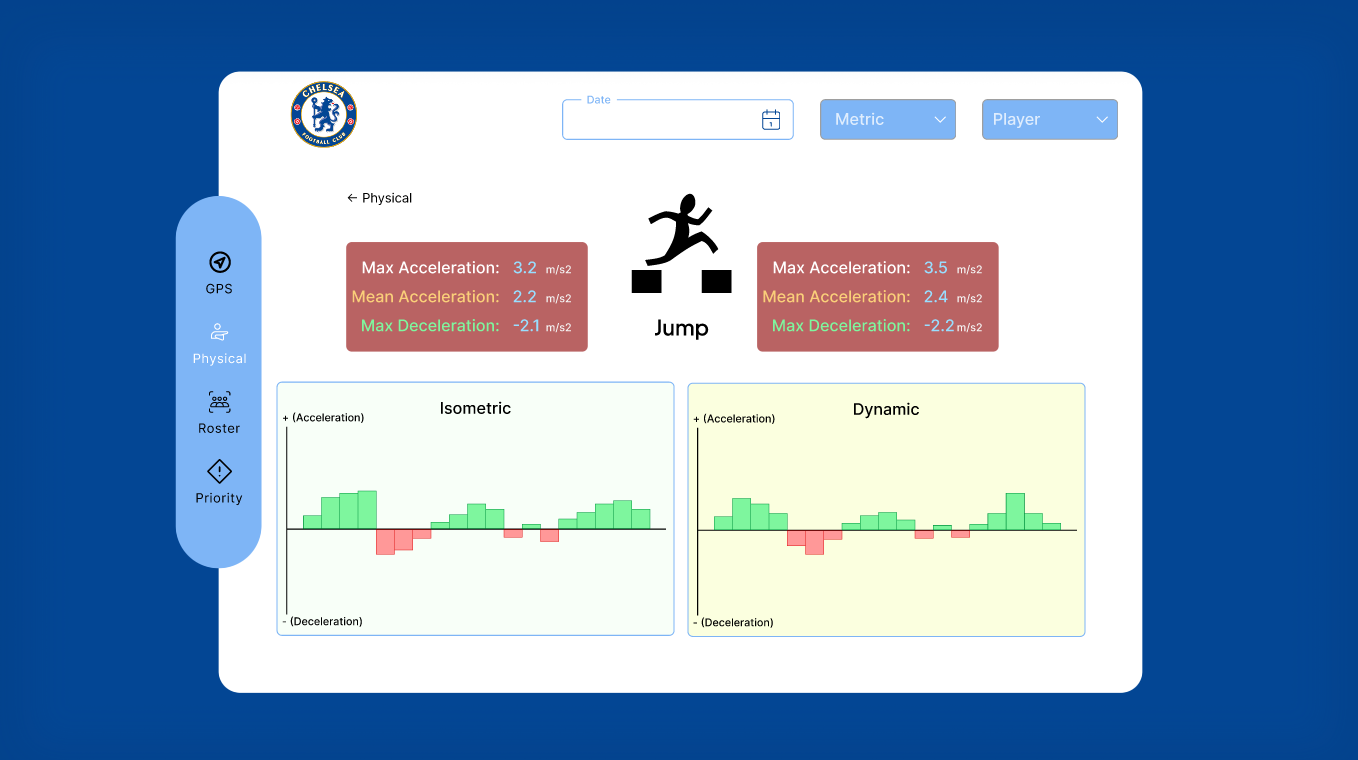 CHELSEA
FOOTBALL CLUB
Date
1
Metric
Player
← Physical
GPS
Physical
Roster
Priority
Max Acceleration: 3.2 m/s2
Mean Acceleration: 2.2 m/s2
Max Deceleration: -2.1 m/s2
Jump
Max Acceleration: 3.5 m/s2
Mean Acceleration: 2.4 m/s2
Max Deceleration: -2.2 m/s2
Isometric
+ (Acceleration)
- (Deceleration)
Dynamic
+ (Acceleration)
- (Deceleration)